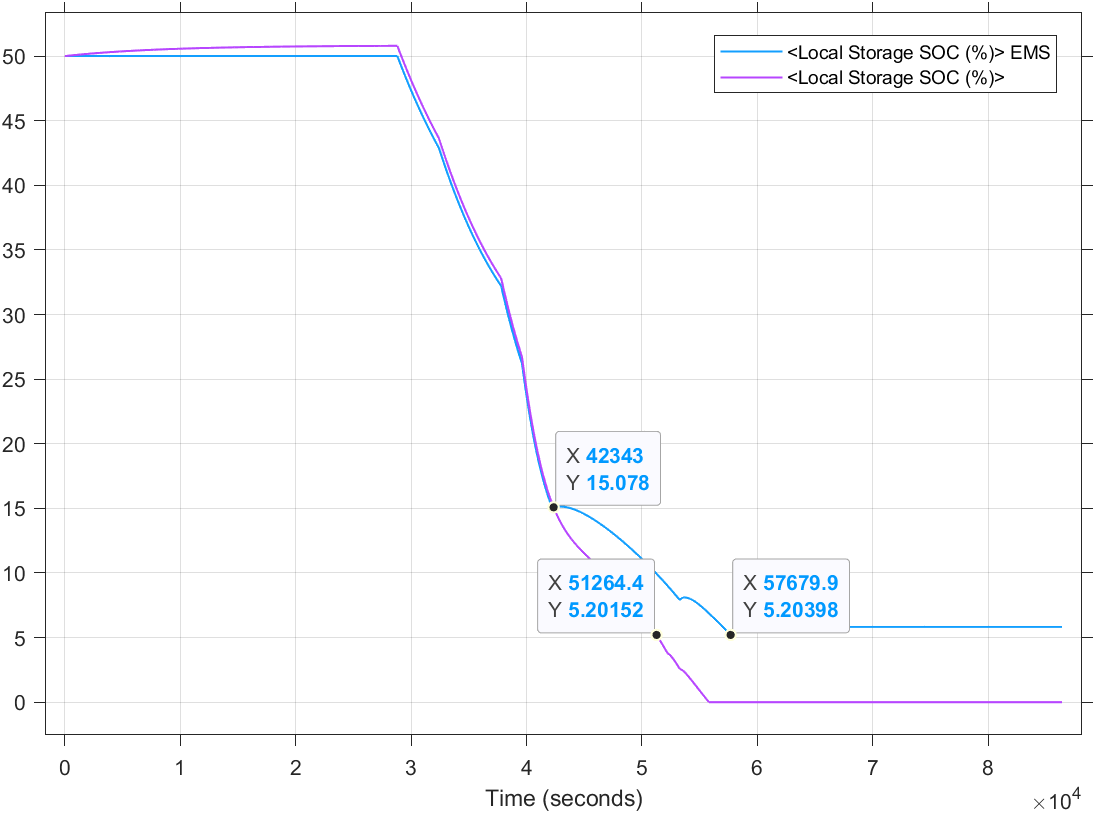 <Local Storage SOC (%)> EMS
<Local Storage SOC (%)>
50
45
40
35
30
25
20
15
10
5
0
X 42343
Y 15.078
X 51264.4
Y 5.20152
X 57679.9
Y 5.20398
0 1 2 3 4 5 6 7 8
Time (seconds)
×10⁴